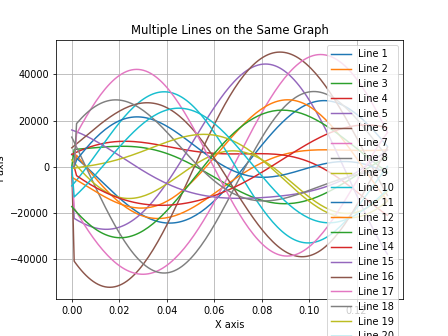 Multiple Lines on the Same Graph
40000
20000
0
−20000
−40000
0.00
0.02
0.04
0.06
0.08
0.10
X axis
axis
Line 1
Line 2
Line 3
Line 4
Line 5
Line 6
Line 7
Line 8
Line 9
Line 10
Line 11
Line 12
Line 13
Line 14
Line 15
Line 16
Line 17
Line 18
Line 19
Line 20